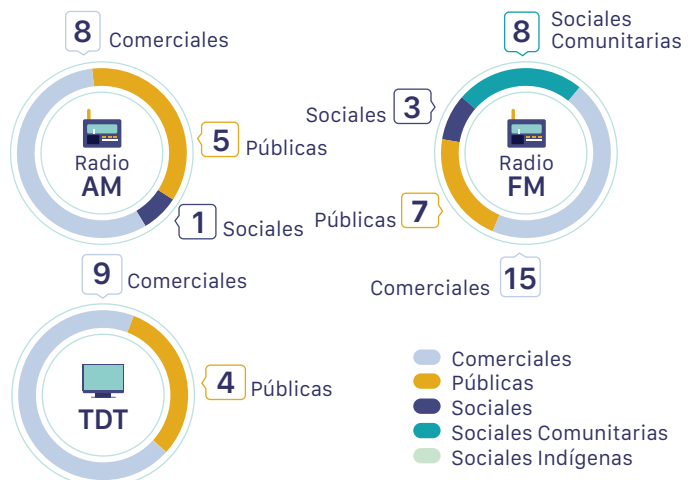 8 Comerciales
Radio
AM
5 Públicas
1 Sociales
8 Sociales
Comunitarias
Sociales 3
Radio
FM
Públicas 7
Comerciales 15
9 Comerciales
TDT
4 Públicas
Comerciales
Públicas
Sociales
Sociales Comunitarias
Sociales Indígenas